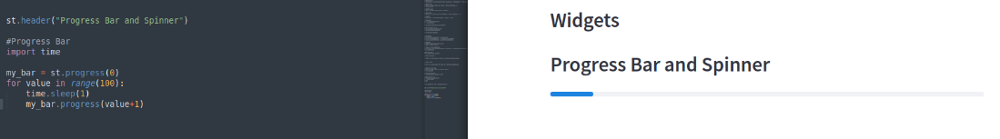 st.header("Progress Bar and Spinner")
#Progress Bar
import time
my_bar = st.progress(0)
for value in range(100):
    time.sleep(1)
    my_bar.progress(value+1)
Widgets
Progress Bar and Spinner